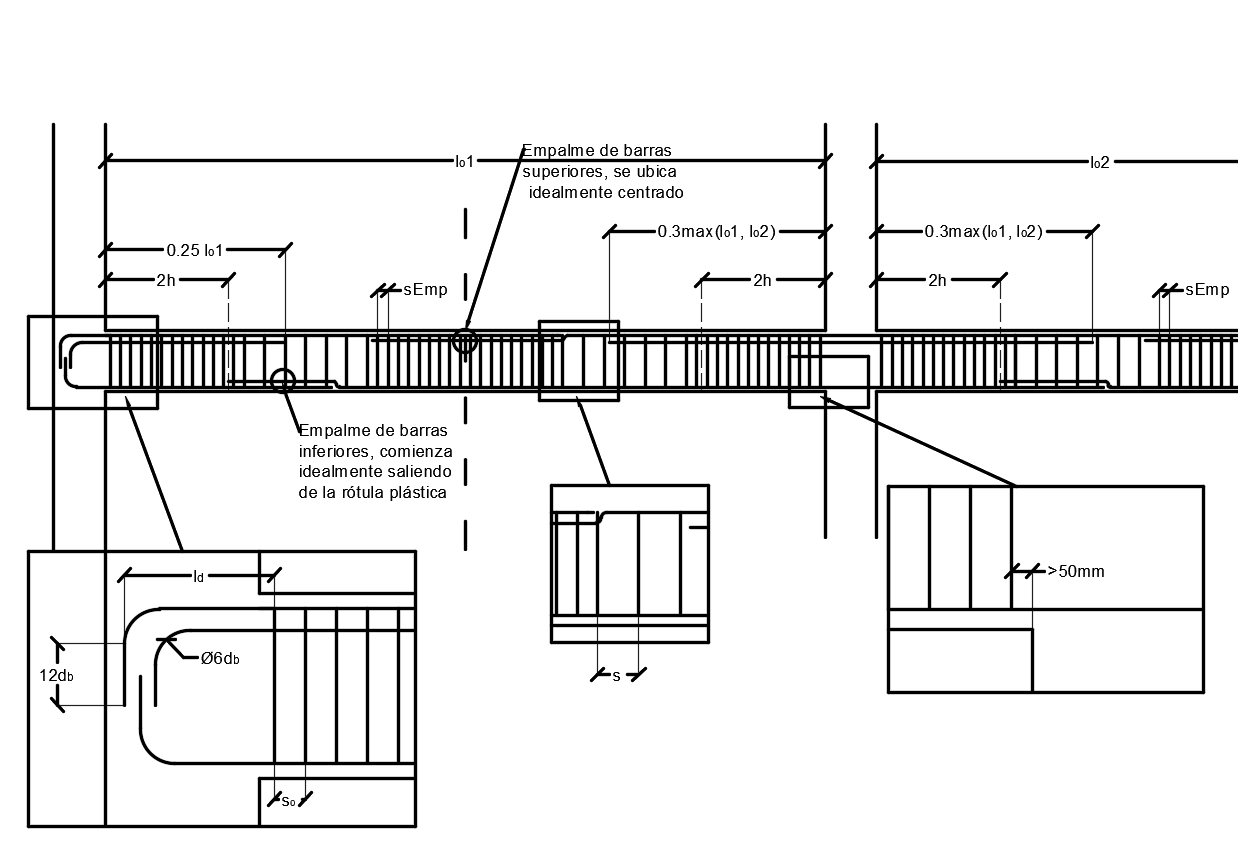 Empalme de barras
superiores, se ubica
idealmente centrado
lo1
lo2
0.25 lo1
0.3max(lo1, lo2)
0.3max(lo1, lo2)
2h
sEmp
2h
2h
sEmp
Empalme de barras
inferiores, comienza
idealmente saliendo
de la rótula plástica
ld
12db
Ø6db
so
s
>50mm